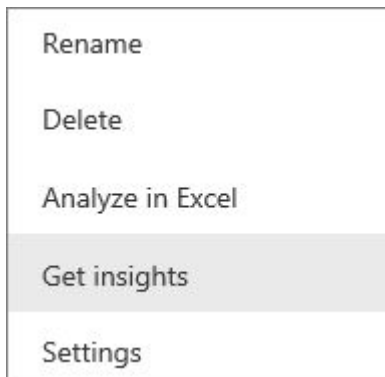 Rename
Delete
Analyze in Excel
Get insights
Settings